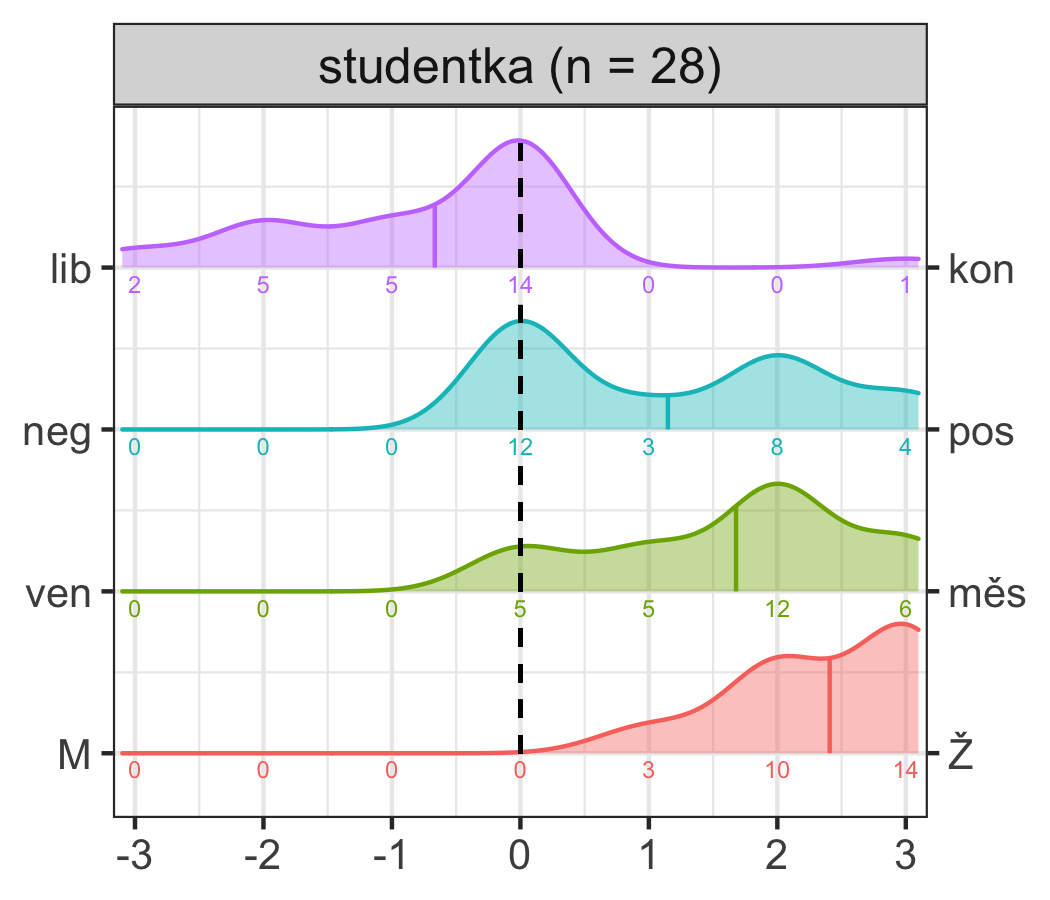 studentka (n = 28)
lib kon
2 5 5 14 0 0 1
neg pos
0 0 0 12 3 8 4
ven měs
0 0 0 5 5 12 6
M Ž
0 0 0 0 3 10 14
-3 -2 -1 0 1 2 3